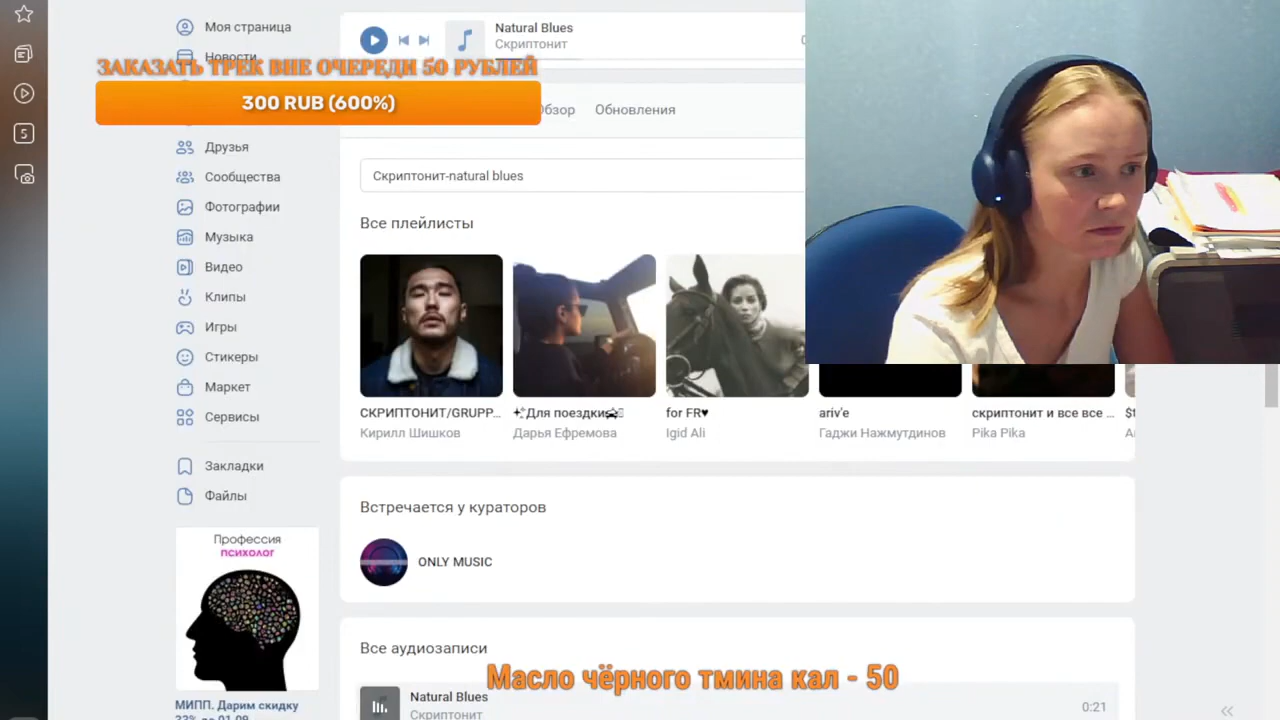 Моя страница
Natural Blues
Скриптонит
Новости
ЗАКАЗАТЬ ТРЕК ВНЕ ОЧЕРЕДИ 50 РУБЛЕЙ
300 RUB (600%)
Обзор
Обновления
Друзья
Сообщества
Фотографии
Музыка
Видео
Клипы
Игры
Стикеры
Маркет
Сервисы
Закладки
Файлы
Профессия
психолог
МИПП. Дарим скидку
Скриптонит-natural blues
Все плейлисты
СКРИПТОНИТ/GRUPP...
Кирилл Шишков
Для поездки
Дарья Ефремова
for FR♥
Igid Ali
ariv'e
Гаджи Нажмутдинов
скриптонит и все все ...
Pika Pika
Встречается у кураторов
ONLY MUSIC
Все аудиозаписи
Масло чёрного тмина кал - 50
Natural Blues
Скриптонит
0:21